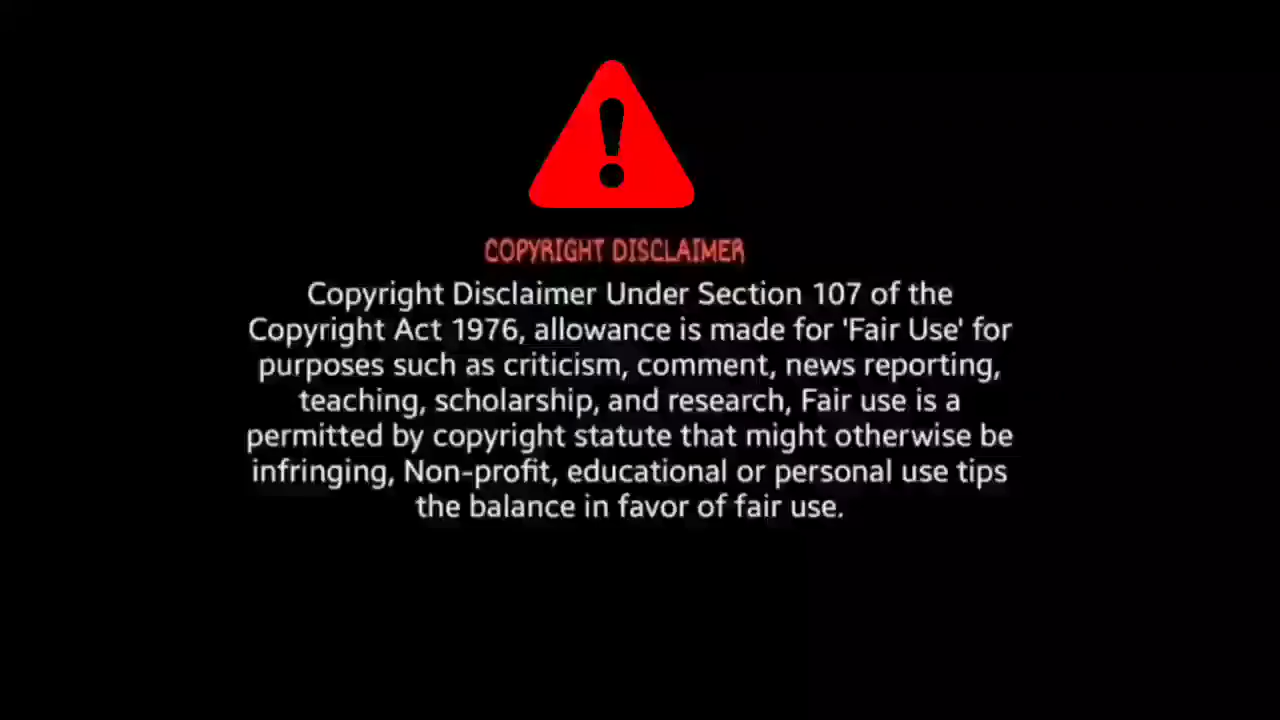 COPYRIGHT DISCLAIMER
Copyright Disclaimer Under Section 107 of the
Copyright Act 1976, allowance is made for 'Fair Use' for
purposes such as criticism, comment, news reporting,
teaching, scholarship, and research, Fair use is a
permitted by copyright statute that might otherwise be
infringing, Non-profit, educational or personal use tips
the balance in favor of fair use.